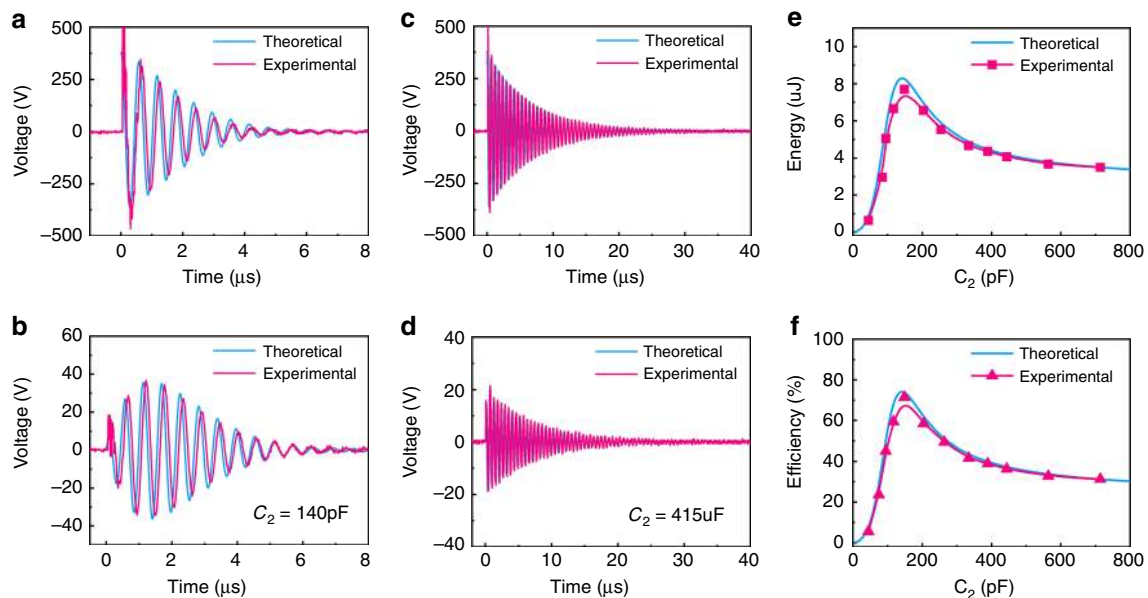 a
500
250
0
–250
–500
Voltage (V)
Theoretical
Experimental
0 2 4 6 8
Time (μs)
c
500
250
0
–250
–500
Voltage (V)
Theoretical
Experimental
0 10 20 30 40
Time (μs)
e
10
8
6
4
2
0
Energy (uJ)
Theoretical
Experimental
0 200 400 600 800
C2 (pF)
b
60
40
20
0
–20
–40
Voltage (V)
Theoretical
Experimental
C2 = 140pF
0 2 4 6 8
Time (μs)
d
40
20
0
–20
–40
Voltage (V)
Theoretical
Experimental
C2 = 415uF
0 10 20 30 40
Time (μs)
f
100
80
60
40
20
0
Efficiency (%)
Theoretical
Experimental
0 200 400 600 800
C2 (pF)